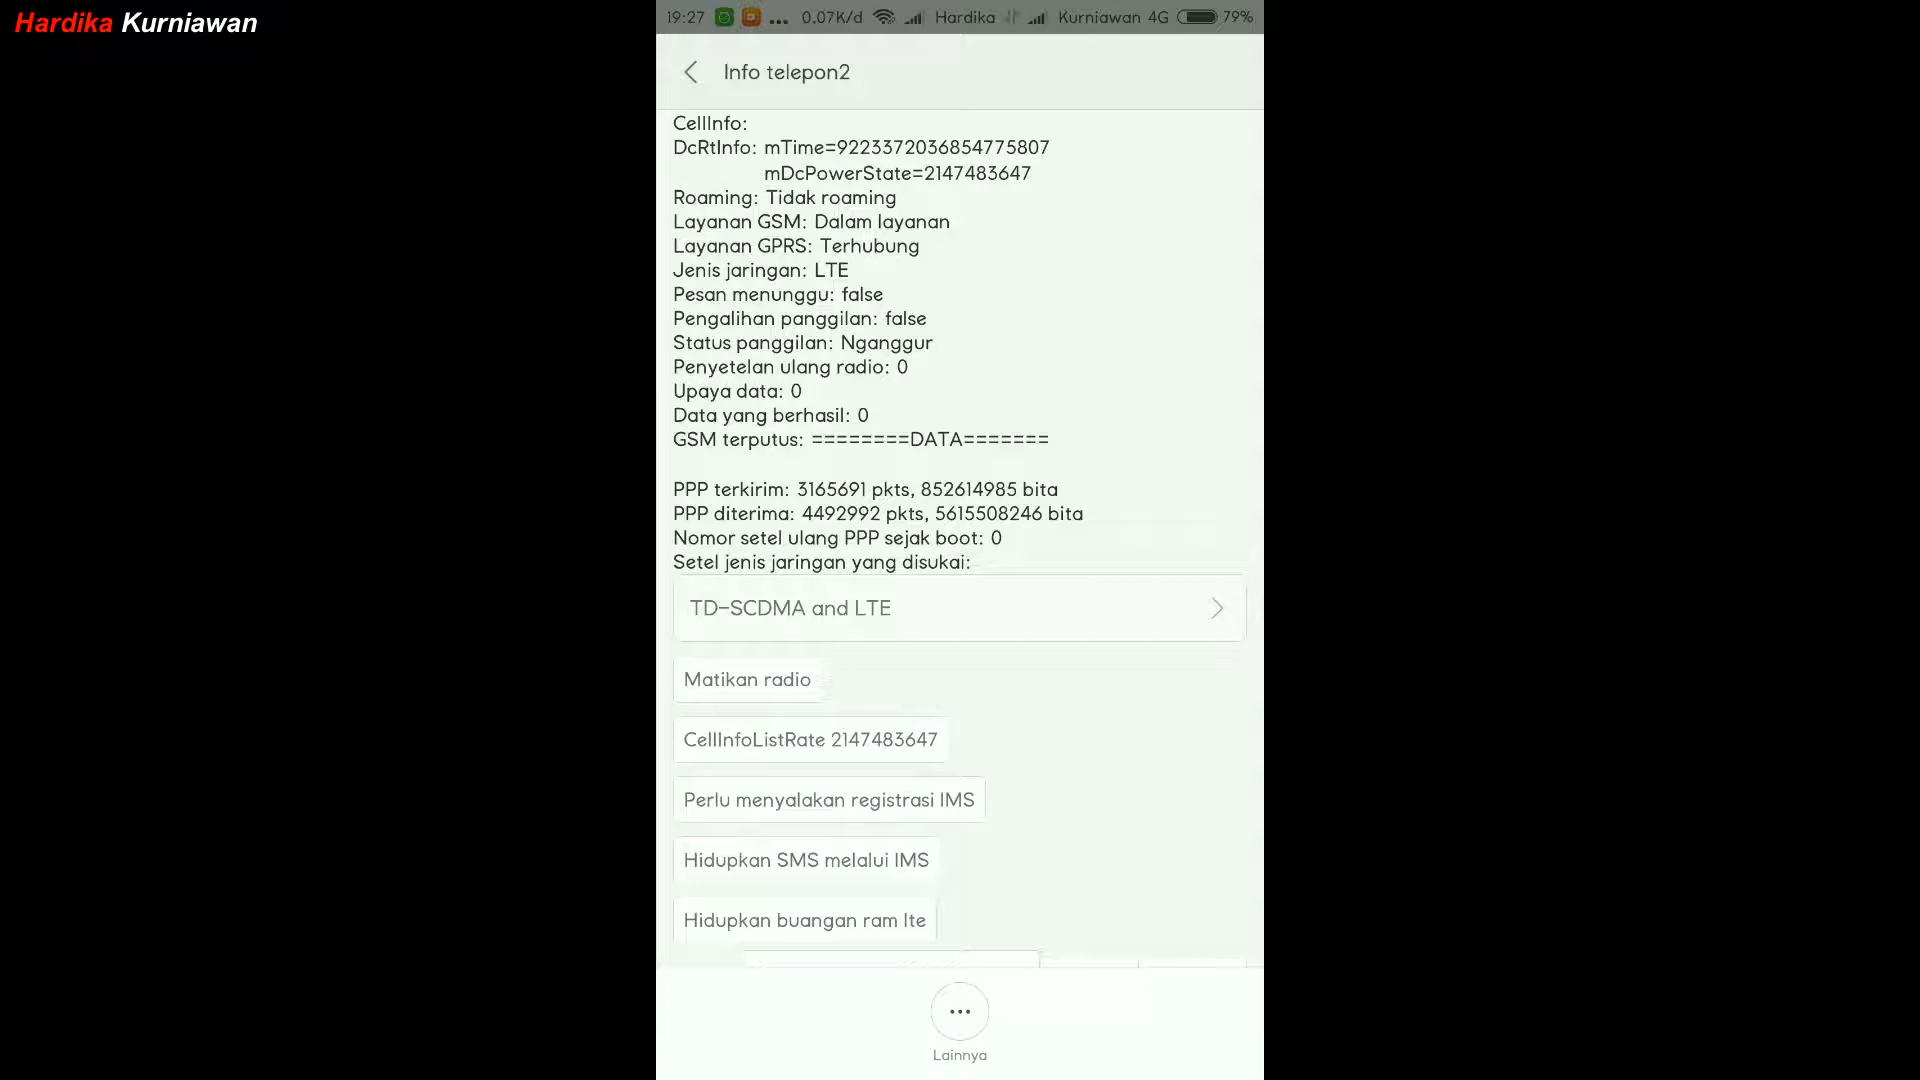 Hardika Kurniawan
19:27 ... 0.07K/d Hardika Kurniawan 4G 79%
Info telepon2
CellInfo:
DcRtInfo: mTime=9223372036854775807
mDcPowerState=2147483647
Roaming: Tidak roaming
Layanan GSM: Dalam layanan
Layanan GPRS: Terhubung
Jenis jaringan: LTE
Pesan menunggu: false
Pengalihan panggilan: false
Status panggilan: Nganggur
Penyetelan ulang radio: 0
Upaya data: 0
Data yang berhasil: 0
GSM terputus: ========DATA=======
PPP terkirim: 3165691 pkts, 852614985 bita
PPP diterima: 4492992 pkts, 5615508246 bita
Nomor setel ulang PPP sejak boot: 0
Setel jenis jaringan yang disukai:
TD-SCDMA and LTE
Matikan radio
CellInfoListRate 2147483647
Perlu menyalakan registrasi IMS
Hidupkan SMS melalui IMS
Hidupkan buangan ram lte
Lainnya